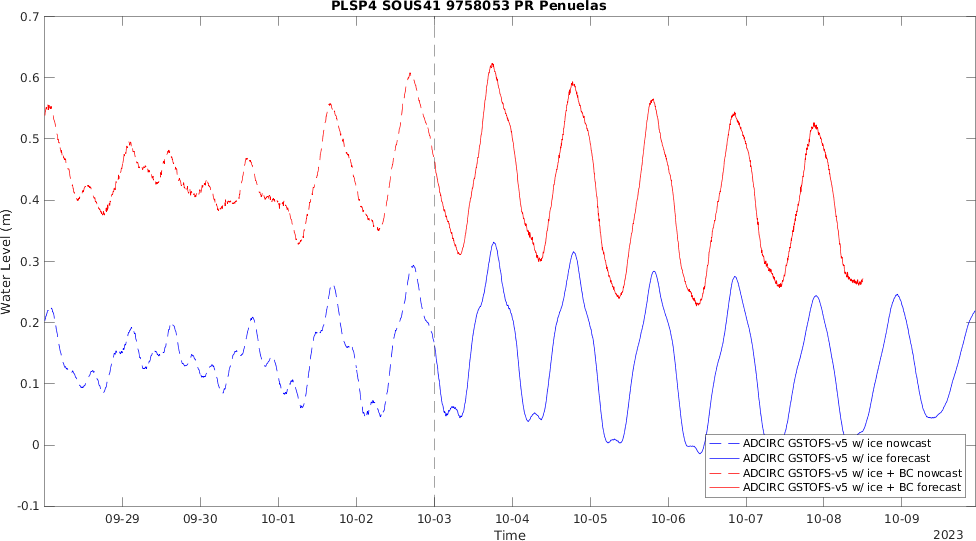 PLSP4 SOUS41 9758053 PR Penuelas
Water Level (m)
0.7
0.6
0.5
0.4
0.3
0.2
0.1
0
-0.1
09-29 09-30 10-01 10-02 10-03 10-04 10-05 10-06 10-07 10-08 10-09
Time
2023
ADCIRC GSTOFS-v5 w/ ice nowcast
ADCIRC GSTOFS-v5 w/ ice forecast
ADCIRC GSTOFS-v5 w/ ice + BC nowcast
ADCIRC GSTOFS-v5 w/ ice + BC forecast